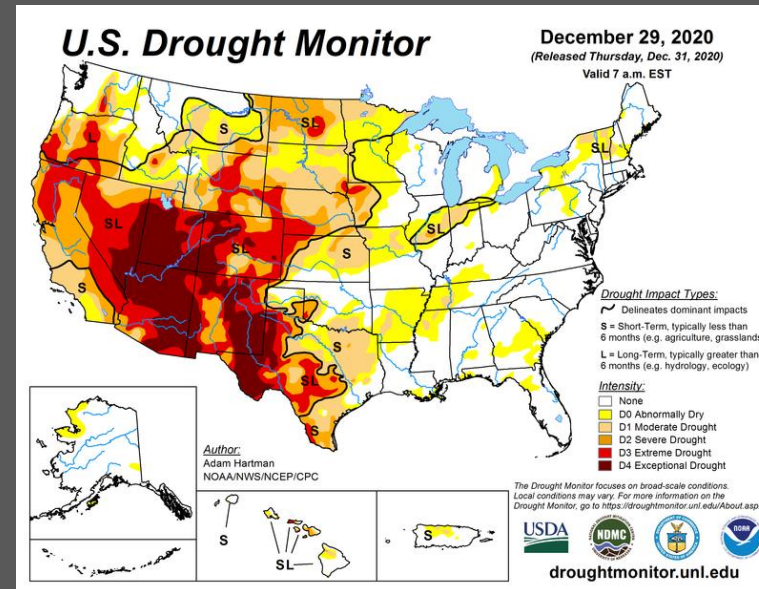 U.S. Drought Monitor
December 29, 2020
(Released Thursday, Dec. 31, 2020)
Valid 7 a.m. EST
S
SL
L
SL
SL
SL
SL
S
S
S
SL
S
Drought Impact Types:
Delineates dominant impacts
S = Short-Term, typically less than
6 months (e.g. agriculture, grasslands
L = Long-Term, typically greater than
6 months (e.g. hydrology, ecology)
Intensity:
None
D0 Abnormally Dry
D1 Moderate Drought
D2 Severe Drought
D3 Extreme Drought
D4 Exceptional Drought
Author:
Adam Hartman
NOAA/NWS/NCEP/CPC
S
SL
S
The Drought Monitor focuses on broad-scale conditions.
Local conditions may vary. For more information on the
Drought Monitor, go to https://droughtmonitor.unl.edu/About.asp
USDA
NDMC
NOAA
droughtmonitor.unl.edu